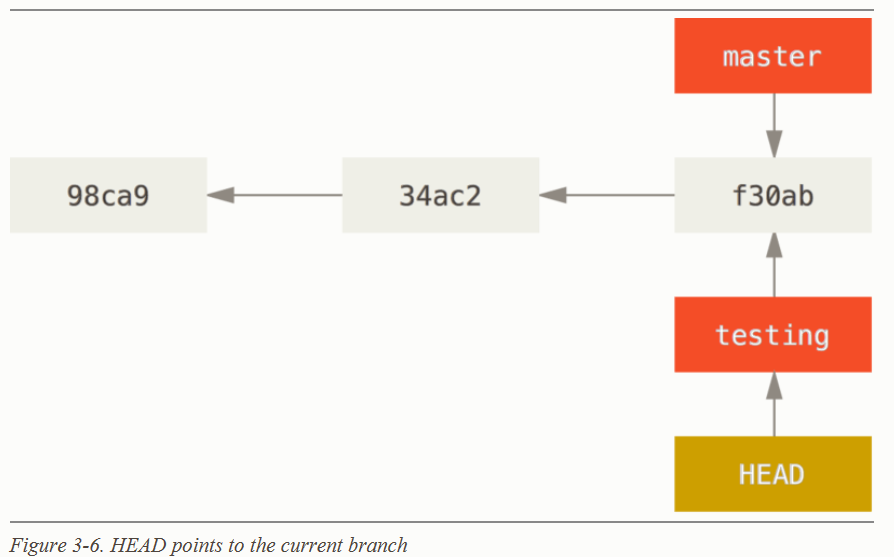 master
98ca9
34ac2
f30ab
testing
HEAD
Figure 3-6. HEAD points to the current branch